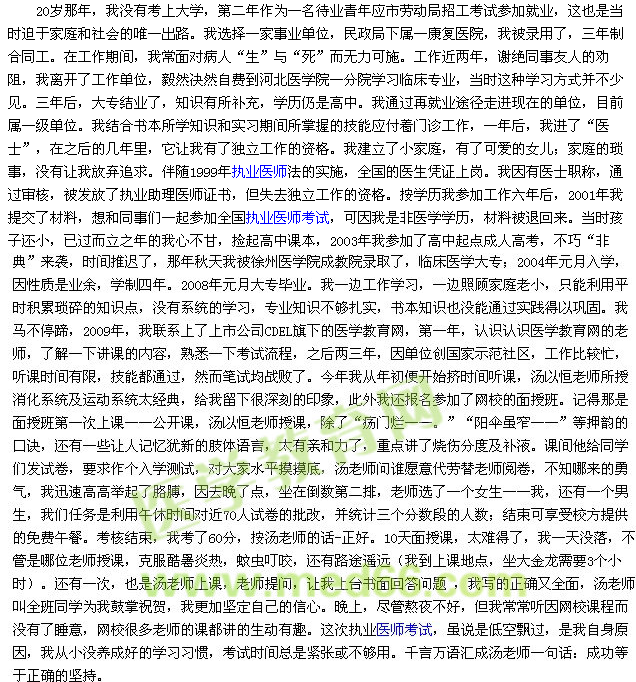 20岁那年，我没有考上大学，第二年作为一名待业青年应市劳动局招工考试参加就业，这也是当
时迫于家庭和社会的唯一出路。我选择一家事业单位，民政局下属一康复医院，我被录用了，三年制
合同工。在工作期间，我常面对病人“生”与“死”而无力可施。工作近两年，谢绝同事友人的劝
阻，我离开了工作单位，毅然决然自费到河北医学院一分院学习临床专业，当时这种学习方式并不少
见。三年后，大专结业了，知识有所补充，学历仍是高中。我通过再就业途径走进现在的单位，目前
属一级单位。我结合书本所学知识和实习期间所掌握的技能应付着门诊工作，一年后，我进了“医
士”，在之后的几年里，它让我有了独立工作的资格。我建立了小家庭，有了可爱的女儿；家庭的琐
事，没有让我放弃追求。伴随1999年执业医师法的实施，全国的医生凭证上岗。我因有医士职称，通
过审核，被发放了执业助理医师证书，但失去独立工作的资格。按学历我参加工作六年后，2001年我
提交了材料，想和同事们一起参加全国执业医师考试，可因我是非医学学历，材料被退回来。当时孩
子还小，已过而立之年的我心不甘，捡起高中课本，2003年我参加了高中起点成人高考，不巧“非
典”来袭，时间推迟了，那年秋天我被徐州医学院成教院录取了，临床医学大专；2004年元月入学，
因性质是业余，学制四年。2008年元月大专毕业。我一边工作学习，一边照顾家庭老小，只能利用平
时积累琐碎的知识点，没有系统的学习，专业知识不够扎实，书本知识也没能通过实践得以巩固。我
马不停蹄，2009年，我联系上了上市公司CDEL旗下的医学教育网，第一年，认识认识医学教育网的老
师，了解一下讲课的内容，熟悉一下考试流程，之后两三年，因单位创国家示范社区，工作比较忙，
听课时间有限，技能都通过，然而笔试均战败了。今年我从年初便开始挤时间听课，汤以恒老师所授
消化系统及运动系统太经典，给我留下很深刻的印象，此外我还报名参加了网校的面授班。记得那是
面授班第一次上课——公开课，汤以恒老师授课，除了“汤门烂——。”“阳伞虽窄——”等押韵的
口诀，还有一些让人记忆犹新的肢体语言，太有亲和力了，重点讲了烧伤分度及补液。课间他给同学
们发试卷，要求作个入学测试，对大家水平摸摸底，汤老师问谁愿意代劳替老师阅卷，不知哪来的勇
气，我迅速高高举起了胳膊，因去晚了点，坐在倒数第二排，老师选了一个女生——我，还有一个男
生，我们任务是利用午休时间对近70人试卷的批改，并统计三个分数段的人数；结束可享受校方提供
的免费午餐。考核结束，我考了60分，按汤老师的话-正好。10天面授课，太难得了，我一天没落，不
管是哪位老师授课，克服酷暑炎热，蚊虫叮咬，还有路途遥远（我到上课地点，坐大金龙需要3个小
时）。还有一次，也是汤老师上课，老师提问，让我上台书面回答问题 ，我写的正确又全面，汤老师
叫全班同学为我鼓掌祝贺，我更加坚定自己的信心。晚上，尽管熬夜不好，但我常常听因网校课程而
没有了睡意，网校很多老师的课都讲的生动有趣。这次执业医师考试，虽说是低空飘过，是我自身原
因，我从小没养成好的学习习惯，考试时间总是紧张或不够用。千言万语汇成汤老师一句话：成功等
于正确的坚持。
医学教育网
www.med66.com